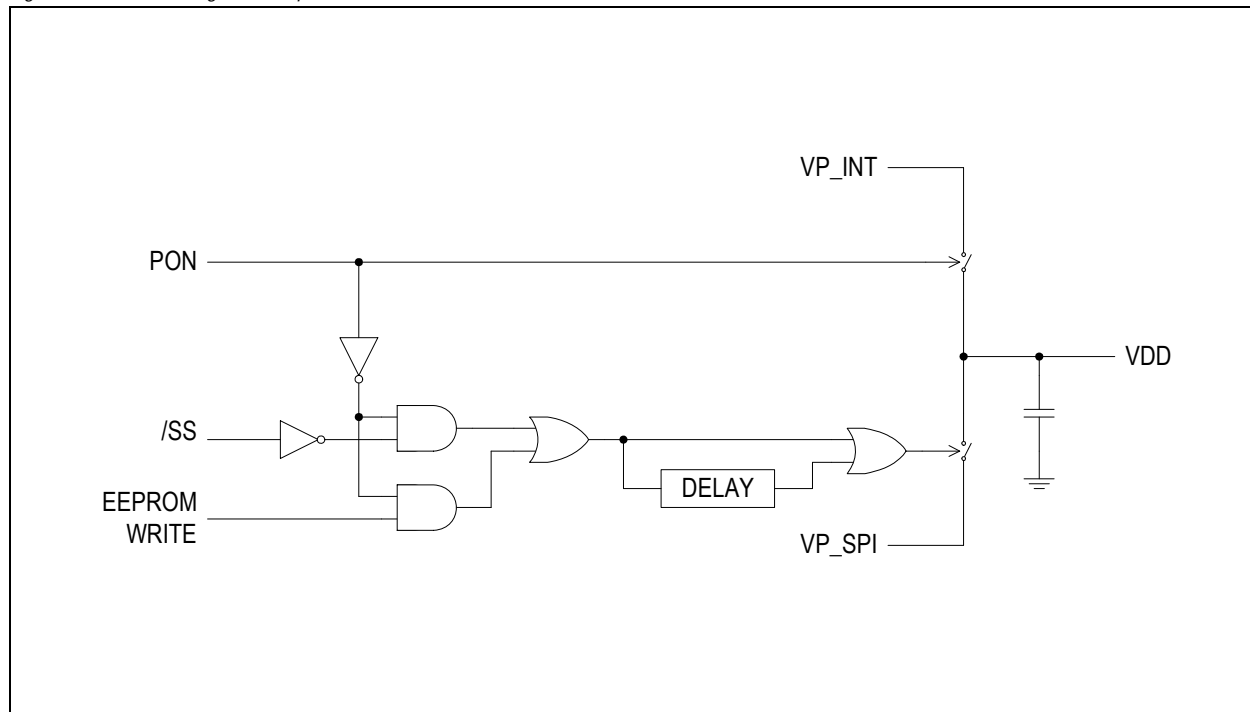 VP_INT
PON
VDD
/SS
DELAY
EEPROM
WRITE
VP_SPI